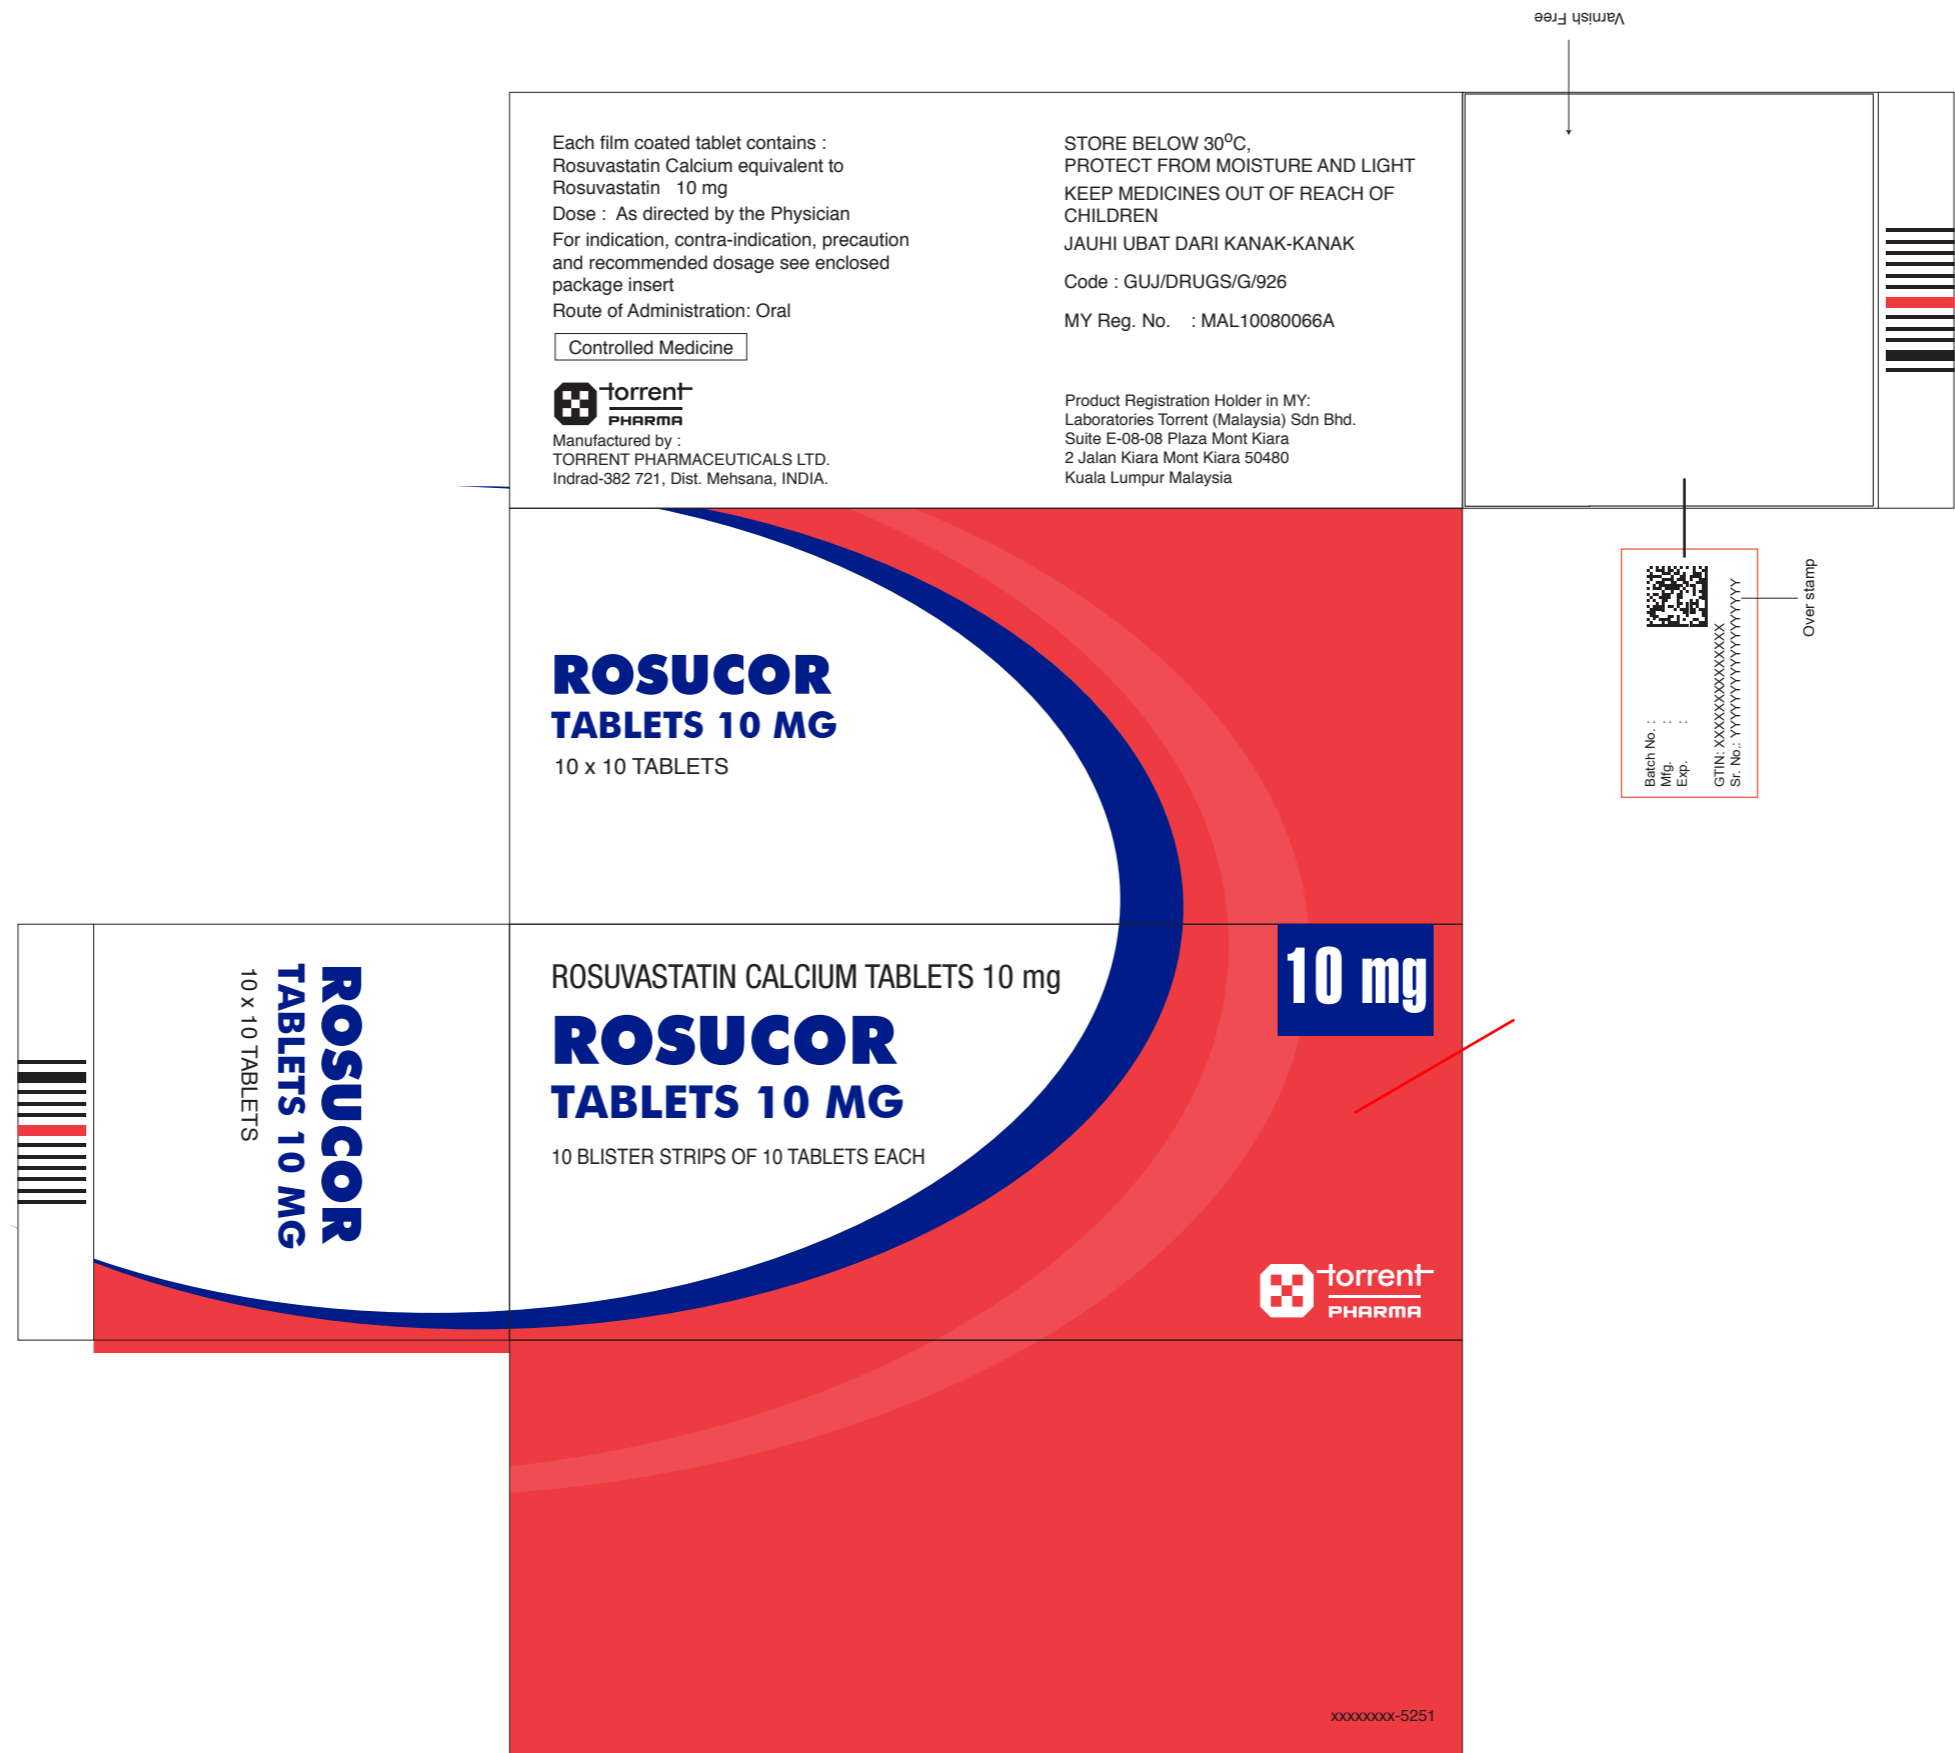 Varnish Free
Each film coated tablet contains :
Rosuvastatin Calcium equivalent to
Rosuvastatin 10 mg
Dose : As directed by the Physician
For indication, contra-indication, precaution
and recommended dosage see enclosed
package insert
Route of Administration: Oral
Controlled Medicine
torrent
PHARMA
Manufactured by :
TORRENT PHARMACEUTICALS LTD.
Indrad-382 721, Dist. Mehsana, INDIA.
STORE BELOW 30°C,
PROTECT FROM MOISTURE AND LIGHT
KEEP MEDICINES OUT OF REACH OF
CHILDREN
JAUHI UBAT DARI KANAK-KANAK
Code : GUJ/DRUGS/G/926
MY Reg. No. : MAL10080066A
Product Registration Holder in MY:
Laboratories Torrent (Malaysia) Sdn Bhd.
Suite E-08-08 Plaza Mont Kiara
2 Jalan Kiara Mont Kiara 50480
Kuala Lumpur Malaysia
Batch No. :
Mfg. :
Exp. :
GTIN: XXXXXXXXXXXXXX
Sr. No.: YYYYYYYYYYYYYYYYYYYY
Over stamp
ROSUCOR
TABLETS 10 MG
10 x 10 TABLETS
ROSUCOR
TABLETS 10 MG
10 x 10 TABLETS
ROSUVASTATIN CALCIUM TABLETS 10 mg
ROSUCOR
TABLETS 10 MG
10 BLISTER STRIPS OF 10 TABLETS EACH
10 mg
torrent
PHARMA
xxxxxxxx-5251